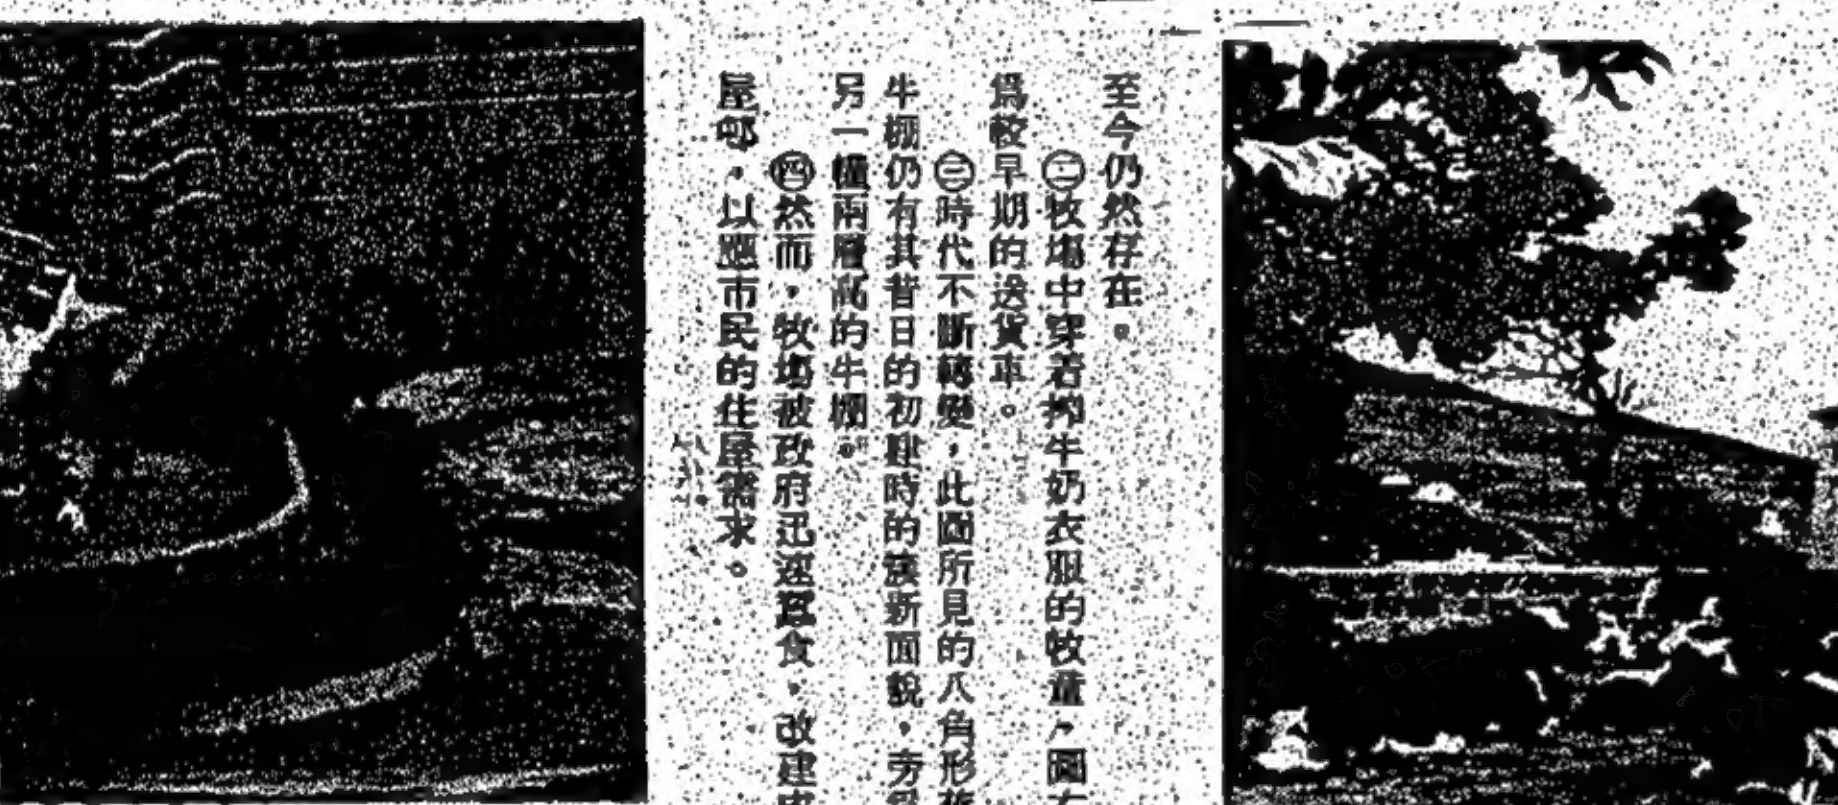 至今仍然存在。
㊁牧場中穿着搾牛奶衣服的牧童,圖右
爲較早期的送貨車。
㊂時代不斷轉變,此圖所見的八角形
牛棚仍有其昔日的初建時的簇新面貌,旁
另一幢兩層高的牛棚。
㊃然而,牧場被政府迅速蠶食,改建
屋邨,以應市民的住屋需求。